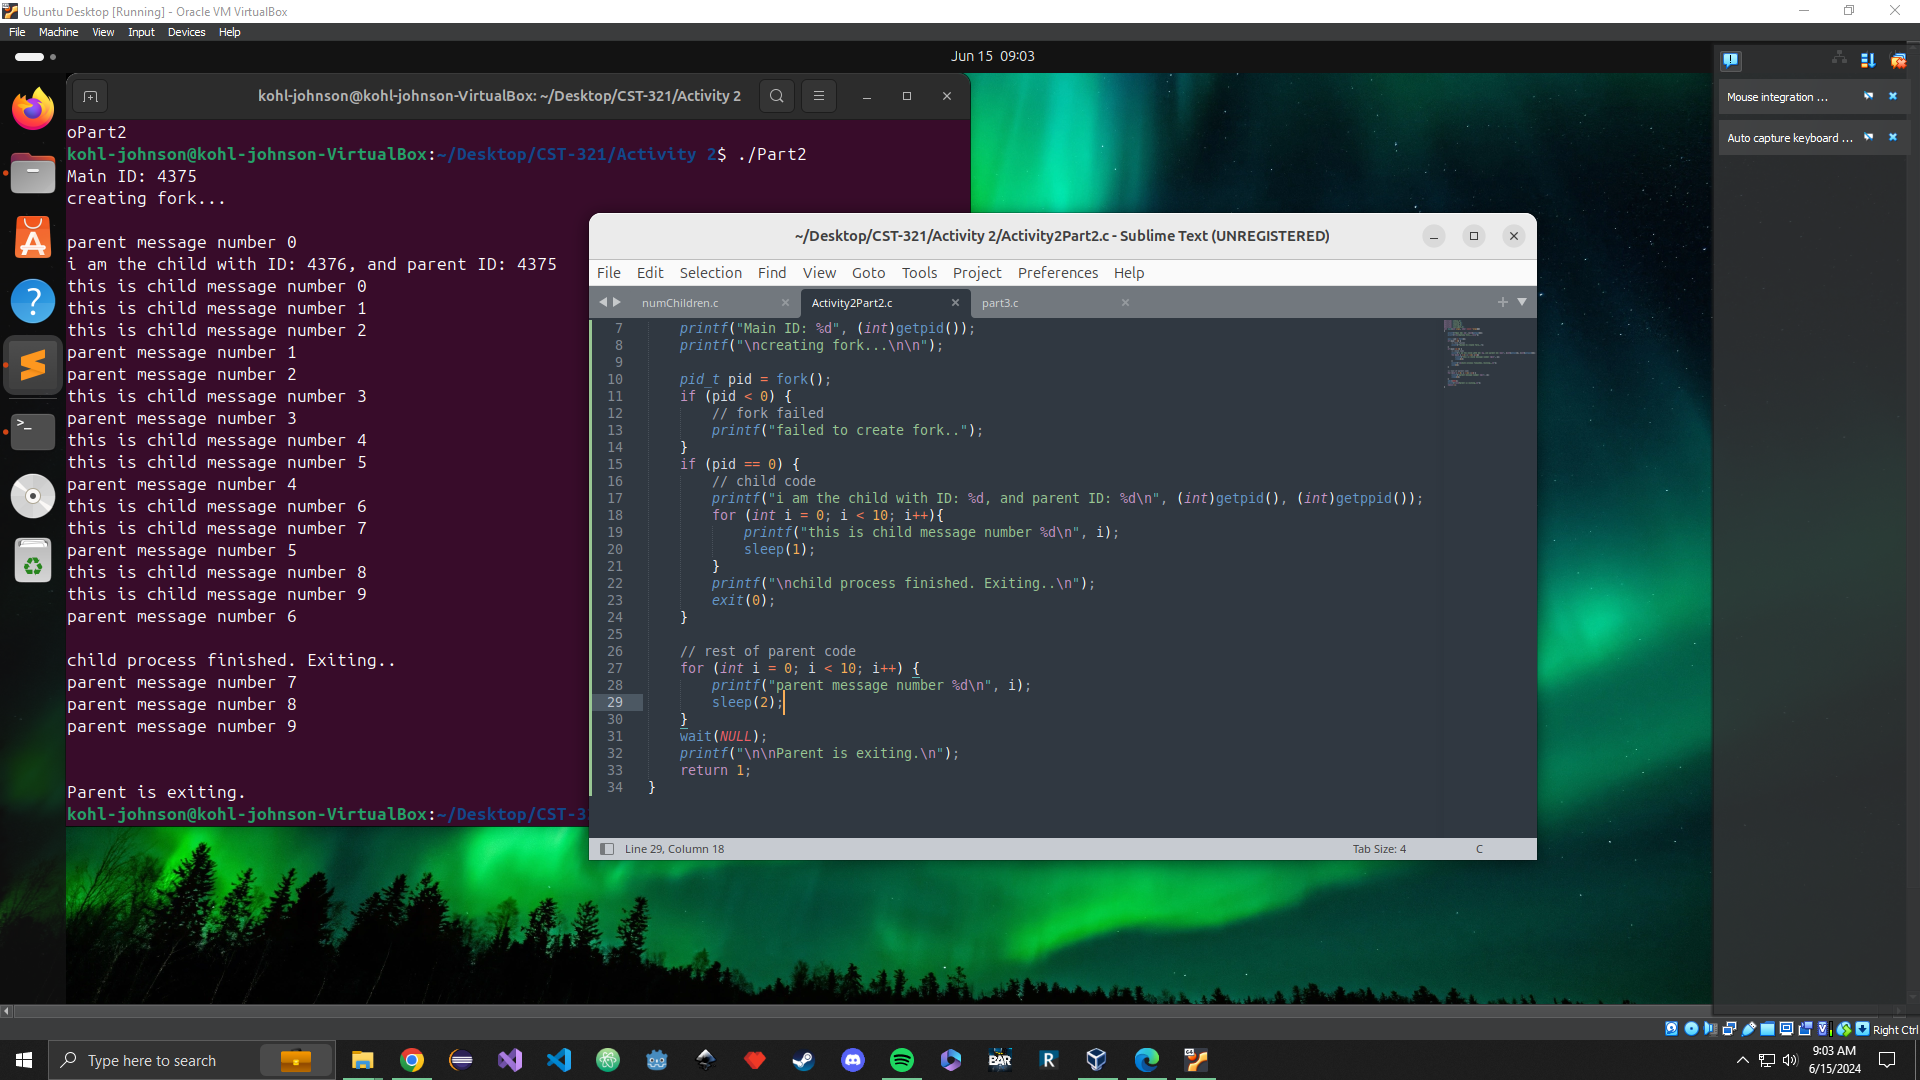 Ubuntu Desktop [Running] - Oracle VM VirtualBox
File Machine View Input Devices Help
Jun 15 09:03
kohl-johnson@kohl-johnson-VirtualBox: ~/Desktop/CST-321/Activity 2
oPart2
kohl-johnson@kohl-johnson-VirtualBox:~/Desktop/CST-321/Activity 2$ ./Part2
Main ID: 4375
creating fork...
parent message number 0
i am the child with ID: 4376, and parent ID: 4375
this is child message number 0
this is child message number 1
this is child message number 2
parent message number 1
parent message number 2
this is child message number 3
parent message number 3
this is child message number 4
this is child message number 5
parent message number 4
this is child message number 6
this is child message number 7
parent message number 5
this is child message number 8
this is child message number 9
parent message number 6
child process finished. Exiting..
parent message number 7
parent message number 8
parent message number 9
Parent is exiting.
kohl-johnson@kohl-johnson-VirtualBox:~/Desktop/CST-3
~/Desktop/CST-321/Activity 2/Activity2Part2.c - Sublime Text (UNREGISTERED)
File Edit Selection Find View Goto Tools Project Preferences Help
numChildren.c Activity2Part2.c part3.c
7 printf("Main ID: %d", (int)getpid());
8 printf("\ncreating fork...\n\n");
9
10 pid_t pid = fork();
11 if (pid < 0) {
12 // fork failed
13 printf("failed to create fork..");
14 }
15 if (pid == 0) {
16 // child code
17 printf("i am the child with ID: %d, and parent ID: %d\n", (int)getpid(), (int)getppid());
18 for (int i = 0; i < 10; i++){
19 printf("this is child message number %d\n", i);
20 sleep(1);
21 }
22 printf("\nchild process finished. Exiting..\n");
23 exit(0);
24 }
25
26 // rest of parent code
27 for (int i = 0; i < 10; i++) {
28 printf("parent message number %d\n", i);
29 sleep(2);
30 }
31 wait(NULL);
32 printf("\n\nParent is exiting.\n");
33 return 1;
34 }
Line 29, Column 18 Tab Size: 4 C
Mouse integration ...
Auto capture keyboard ...
Right Ctrl
Type here to search
BAR
R
9:03 AM
6/15/2024